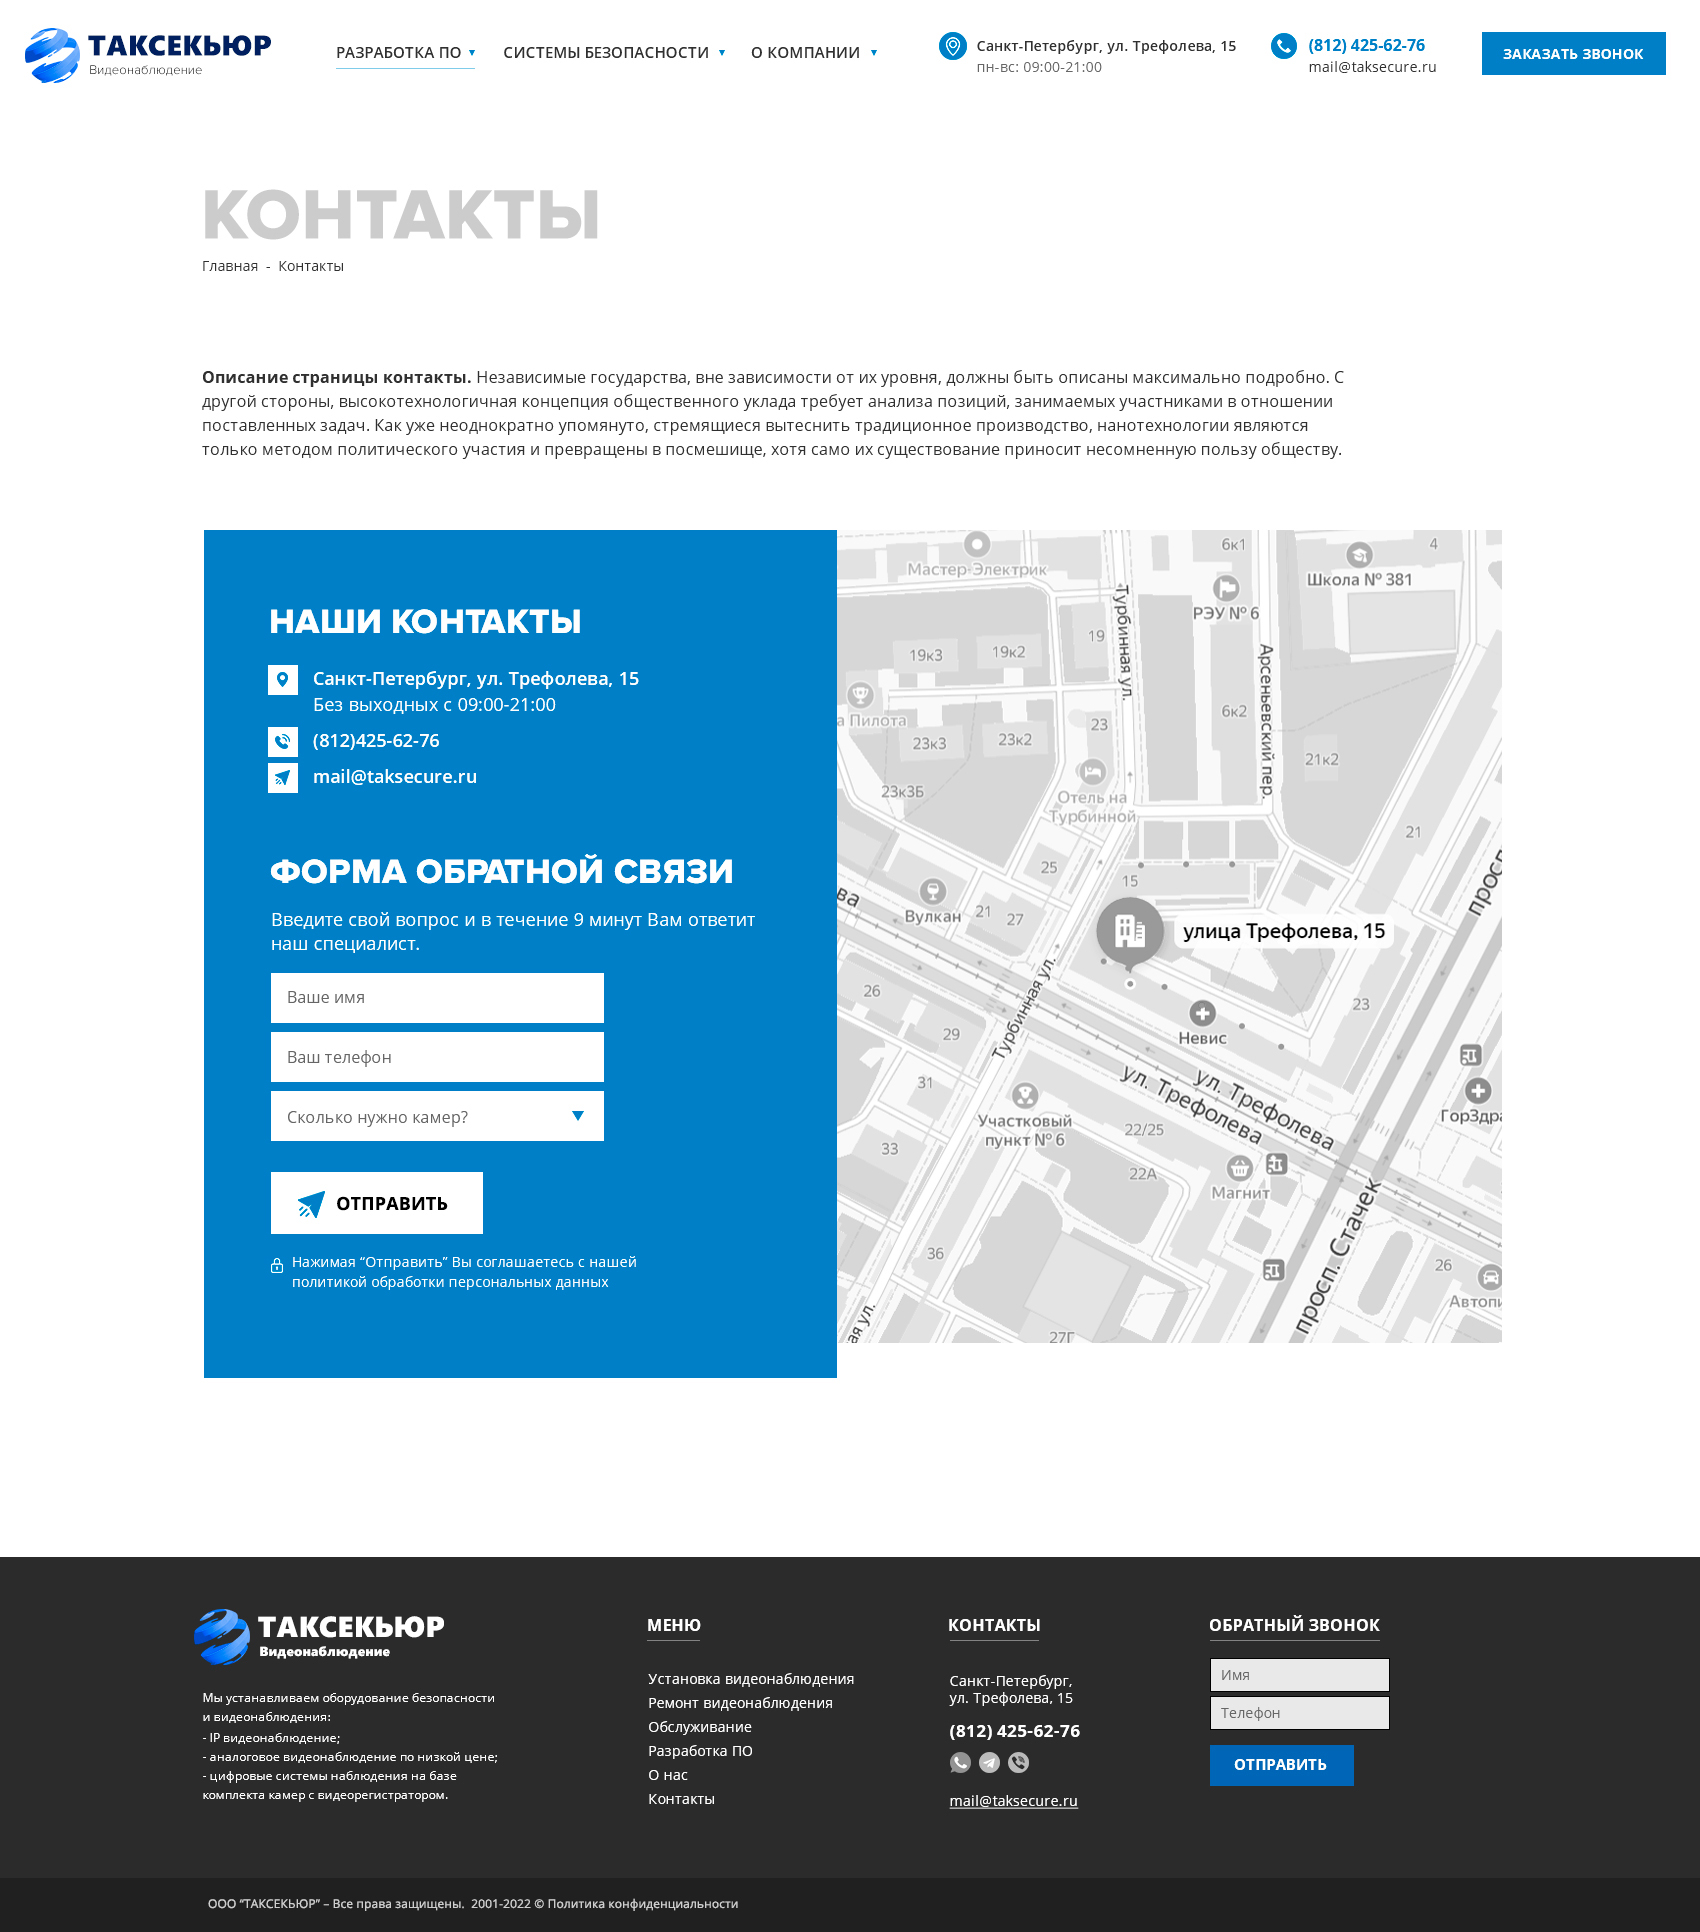 ТАКСЕКЬЮР
Видеонаблюдение
РАЗРАБОТКА ПО
СИСТЕМЫ БЕЗОПАСНОСТИ
О КОМПАНИИ
Санкт-Петербург, ул. Трефолева, 15
пн-вс: 09:00-21:00
(812) 425-62-76
mail@taksecure.ru
ЗАКАЗАТЬ ЗВОНОК
КОНТАКТЫ
Главная - Контакты
Описание страницы контакты. Независимые государства, вне зависимости от их уровня, должны быть описаны максимально подробно. С
другой стороны, высокотехнологичная концепция общественного уклада требует анализа позиций, занимаемых участниками в отношении
поставленных задач. Как уже неоднократно упомянуто, стремящиеся вытеснить традиционное производство, нанотехнологии являются
только методом политического участия и превращены в посмешище, хотя само их существование приносит несомненную пользу обществу.
НАШИ КОНТАКТЫ
Санкт-Петербург, ул. Трефолева, 15
Без выходных с 09:00-21:00
(812)425-62-76
mail@taksecure.ru
ФОРМА ОБРАТНОЙ СВЯЗИ
Введите свой вопрос и в течение 9 минут Вам ответит
наш специалист.
Ваше имя
Ваш телефон
Сколько нужно камер?
ОТПРАВИТЬ
Нажимая “Отправить” Вы соглашаетесь с нашей
политикой обработки персональных данных
Мастер-Электрик
6к1
4
Школа № 381
РЭУ № 6
Турбинная ул.
19
19к3
19к2
Арсеньевский пер.
а Пилота
23
6к2
23к3
23к2
21к2
23к3Б
Отель на
Турбинной
21
25
15
ва
просп
Вулкан
21
27
улица Трефолева, 15
26
23
29
Турбинная ул.
Невис
31
ул. Трефолева
ул. Трефолева
ГорЗдра
Участковый
пункт № 6
22/25
33
22А
Магнит
просп. Стачек
36
26
Автопи
27Г
ая ул.
ТАКСЕКЬЮР
Видеонаблюдение
Мы устанавливаем оборудование безопасности
и видеонаблюдения:
- IP видеонаблюдение;
- аналоговое видеонаблюдение по низкой цене;
- цифровые системы наблюдения на базе
комплекта камер с видеорегистратором.
МЕНЮ
Установка видеонаблюдения
Ремонт видеонаблюдения
Обслуживание
Разработка ПО
О нас
Контакты
КОНТАКТЫ
Санкт-Петербург,
ул. Трефолева, 15
(812) 425-62-76
mail@taksecure.ru
ОБРАТНЫЙ ЗВОНОК
Имя
Телефон
ОТПРАВИТЬ
ООО “ТАКСЕКЬЮР” – Все права защищены. 2001-2022 © Политика конфиденциальности